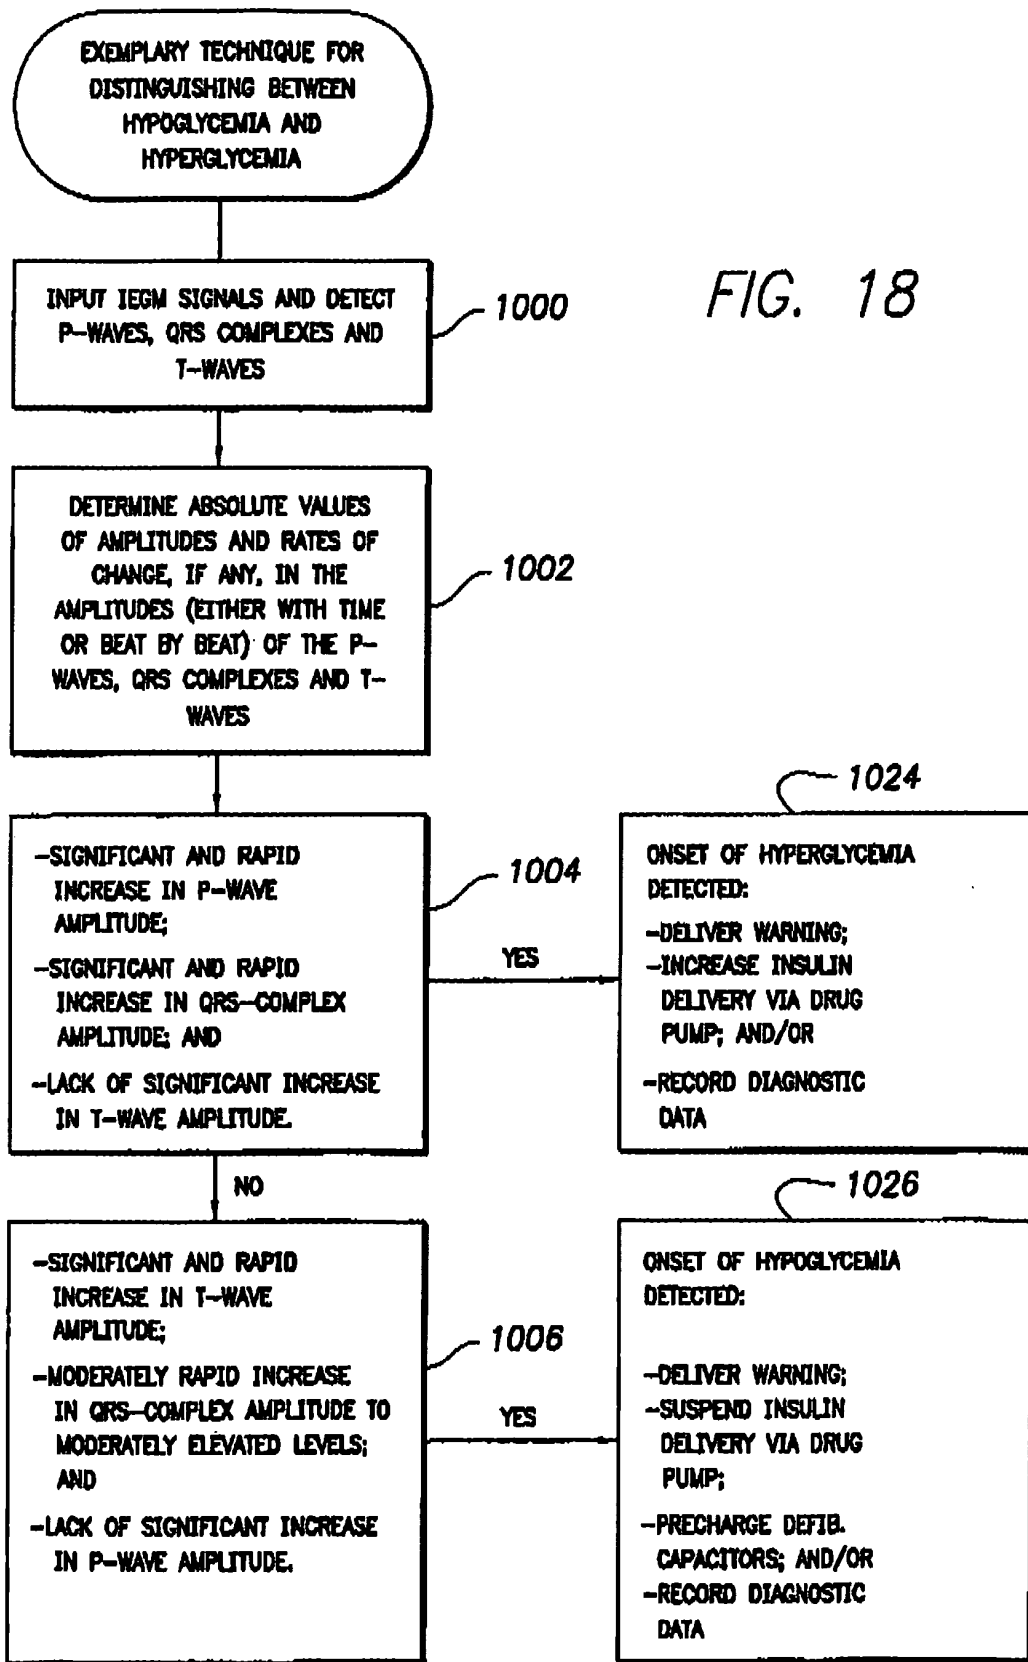 EXEMPLARY TECHNIQUE FOR
DISTINGUISHING BETWEEN
HYPOGLYCEMIA AND
HYPERGLYCEMIA
FIG. 18
INPUT IEGM SIGNALS AND DETECT
P-WAVES, QRS COMPLEXES AND
T-WAVES
1000
DETERMINE ABSOLUTE VALUES
OF AMPLITUDES AND RATES OF
CHANGE, IF ANY, IN THE
AMPLITUDES (EITHER WITH TIME
OR BEAT BY BEAT) OF THE P-
WAVES, QRS COMPLEXES AND T-
WAVES
1002
-SIGNIFICANT AND RAPID
INCREASE IN P-WAVE
AMPLITUDE;
-SIGNIFICANT AND RAPID
INCREASE IN QRS-COMPLEX
AMPLITUDE; AND
-LACK OF SIGNIFICANT INCREASE
IN T-WAVE AMPLITUDE.
1004
YES
1024
ONSET OF HYPERGLYCEMIA
DETECTED:
-DELIVER WARNING;
-INCREASE INSULIN
DELIVERY VIA DRUG
PUMP; AND/OR
-RECORD DIAGNOSTIC
DATA
NO
-SIGNIFICANT AND RAPID
INCREASE IN T-WAVE
AMPLITUDE;
-MODERATELY RAPID INCREASE
IN QRS-COMPLEX AMPLITUDE TO
MODERATELY ELEVATED LEVELS;
AND
-LACK OF SIGNIFICANT INCREASE
IN P-WAVE AMPLITUDE.
1006
YES
1026
ONSET OF HYPOGLYCEMIA
DETECTED:
-DELIVER WARNING;
-SUSPEND INSULIN
DELIVERY VIA DRUG
PUMP;
-PRECHARGE DEFIB.
CAPACITORS; AND/OR
-RECORD DIAGNOSTIC
DATA